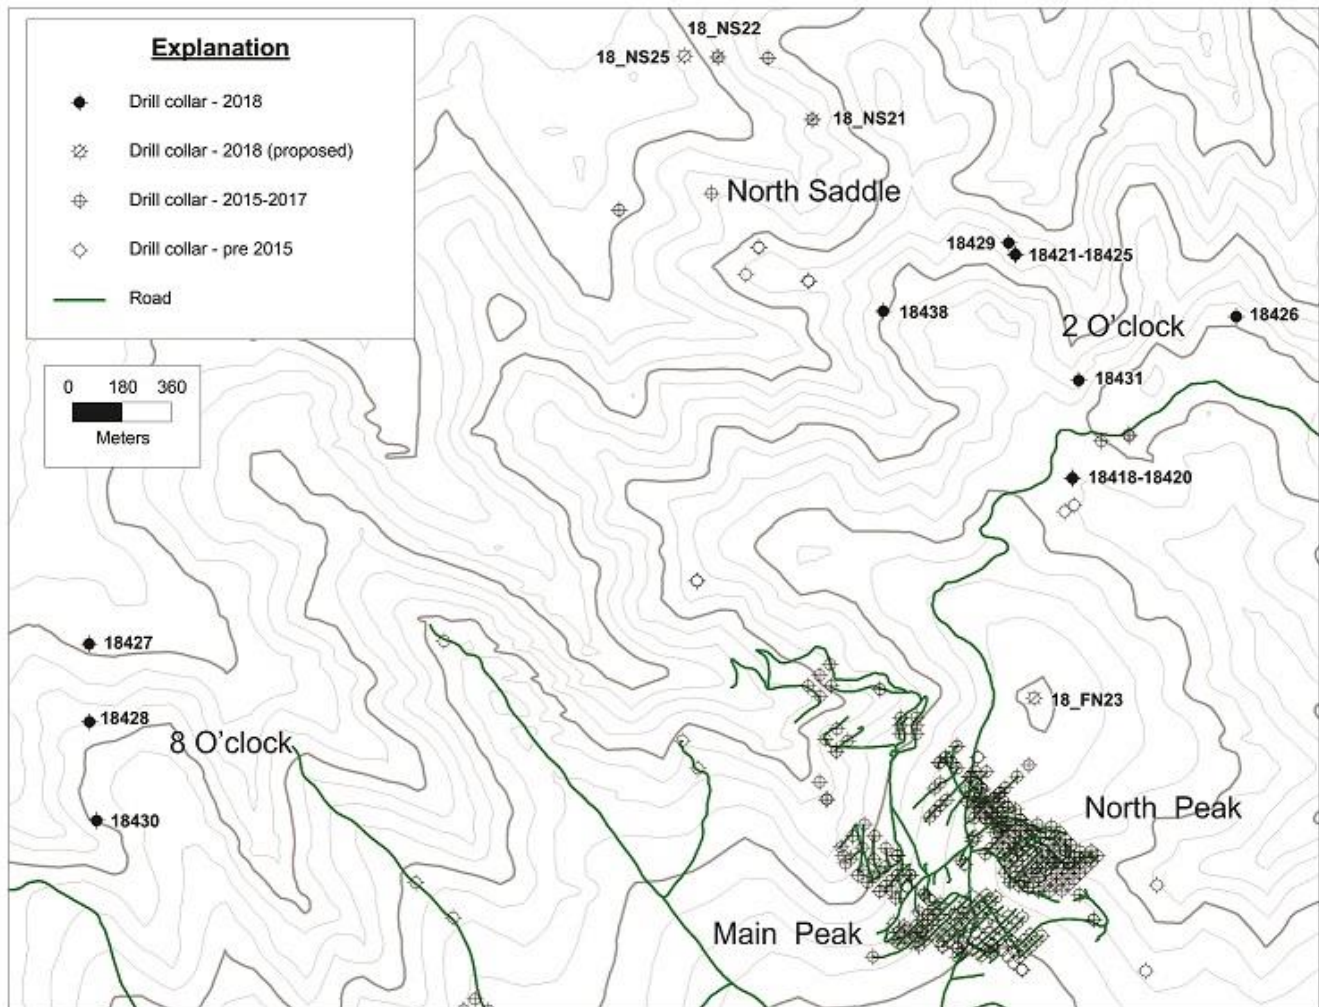 Explanation
Drill collar - 2018
Drill collar - 2018 (proposed)
Drill collar - 2015-2017
Drill collar - pre 2015
Road
0 180 360
Meters
18_NS22
18_NS25
18_NS21
North Saddle
18429
18421-18425
18438
2 O'clock
18426
18431
18418-18420
18427
18428
8 O'clock
18_FN23
18430
North Peak
Main Peak